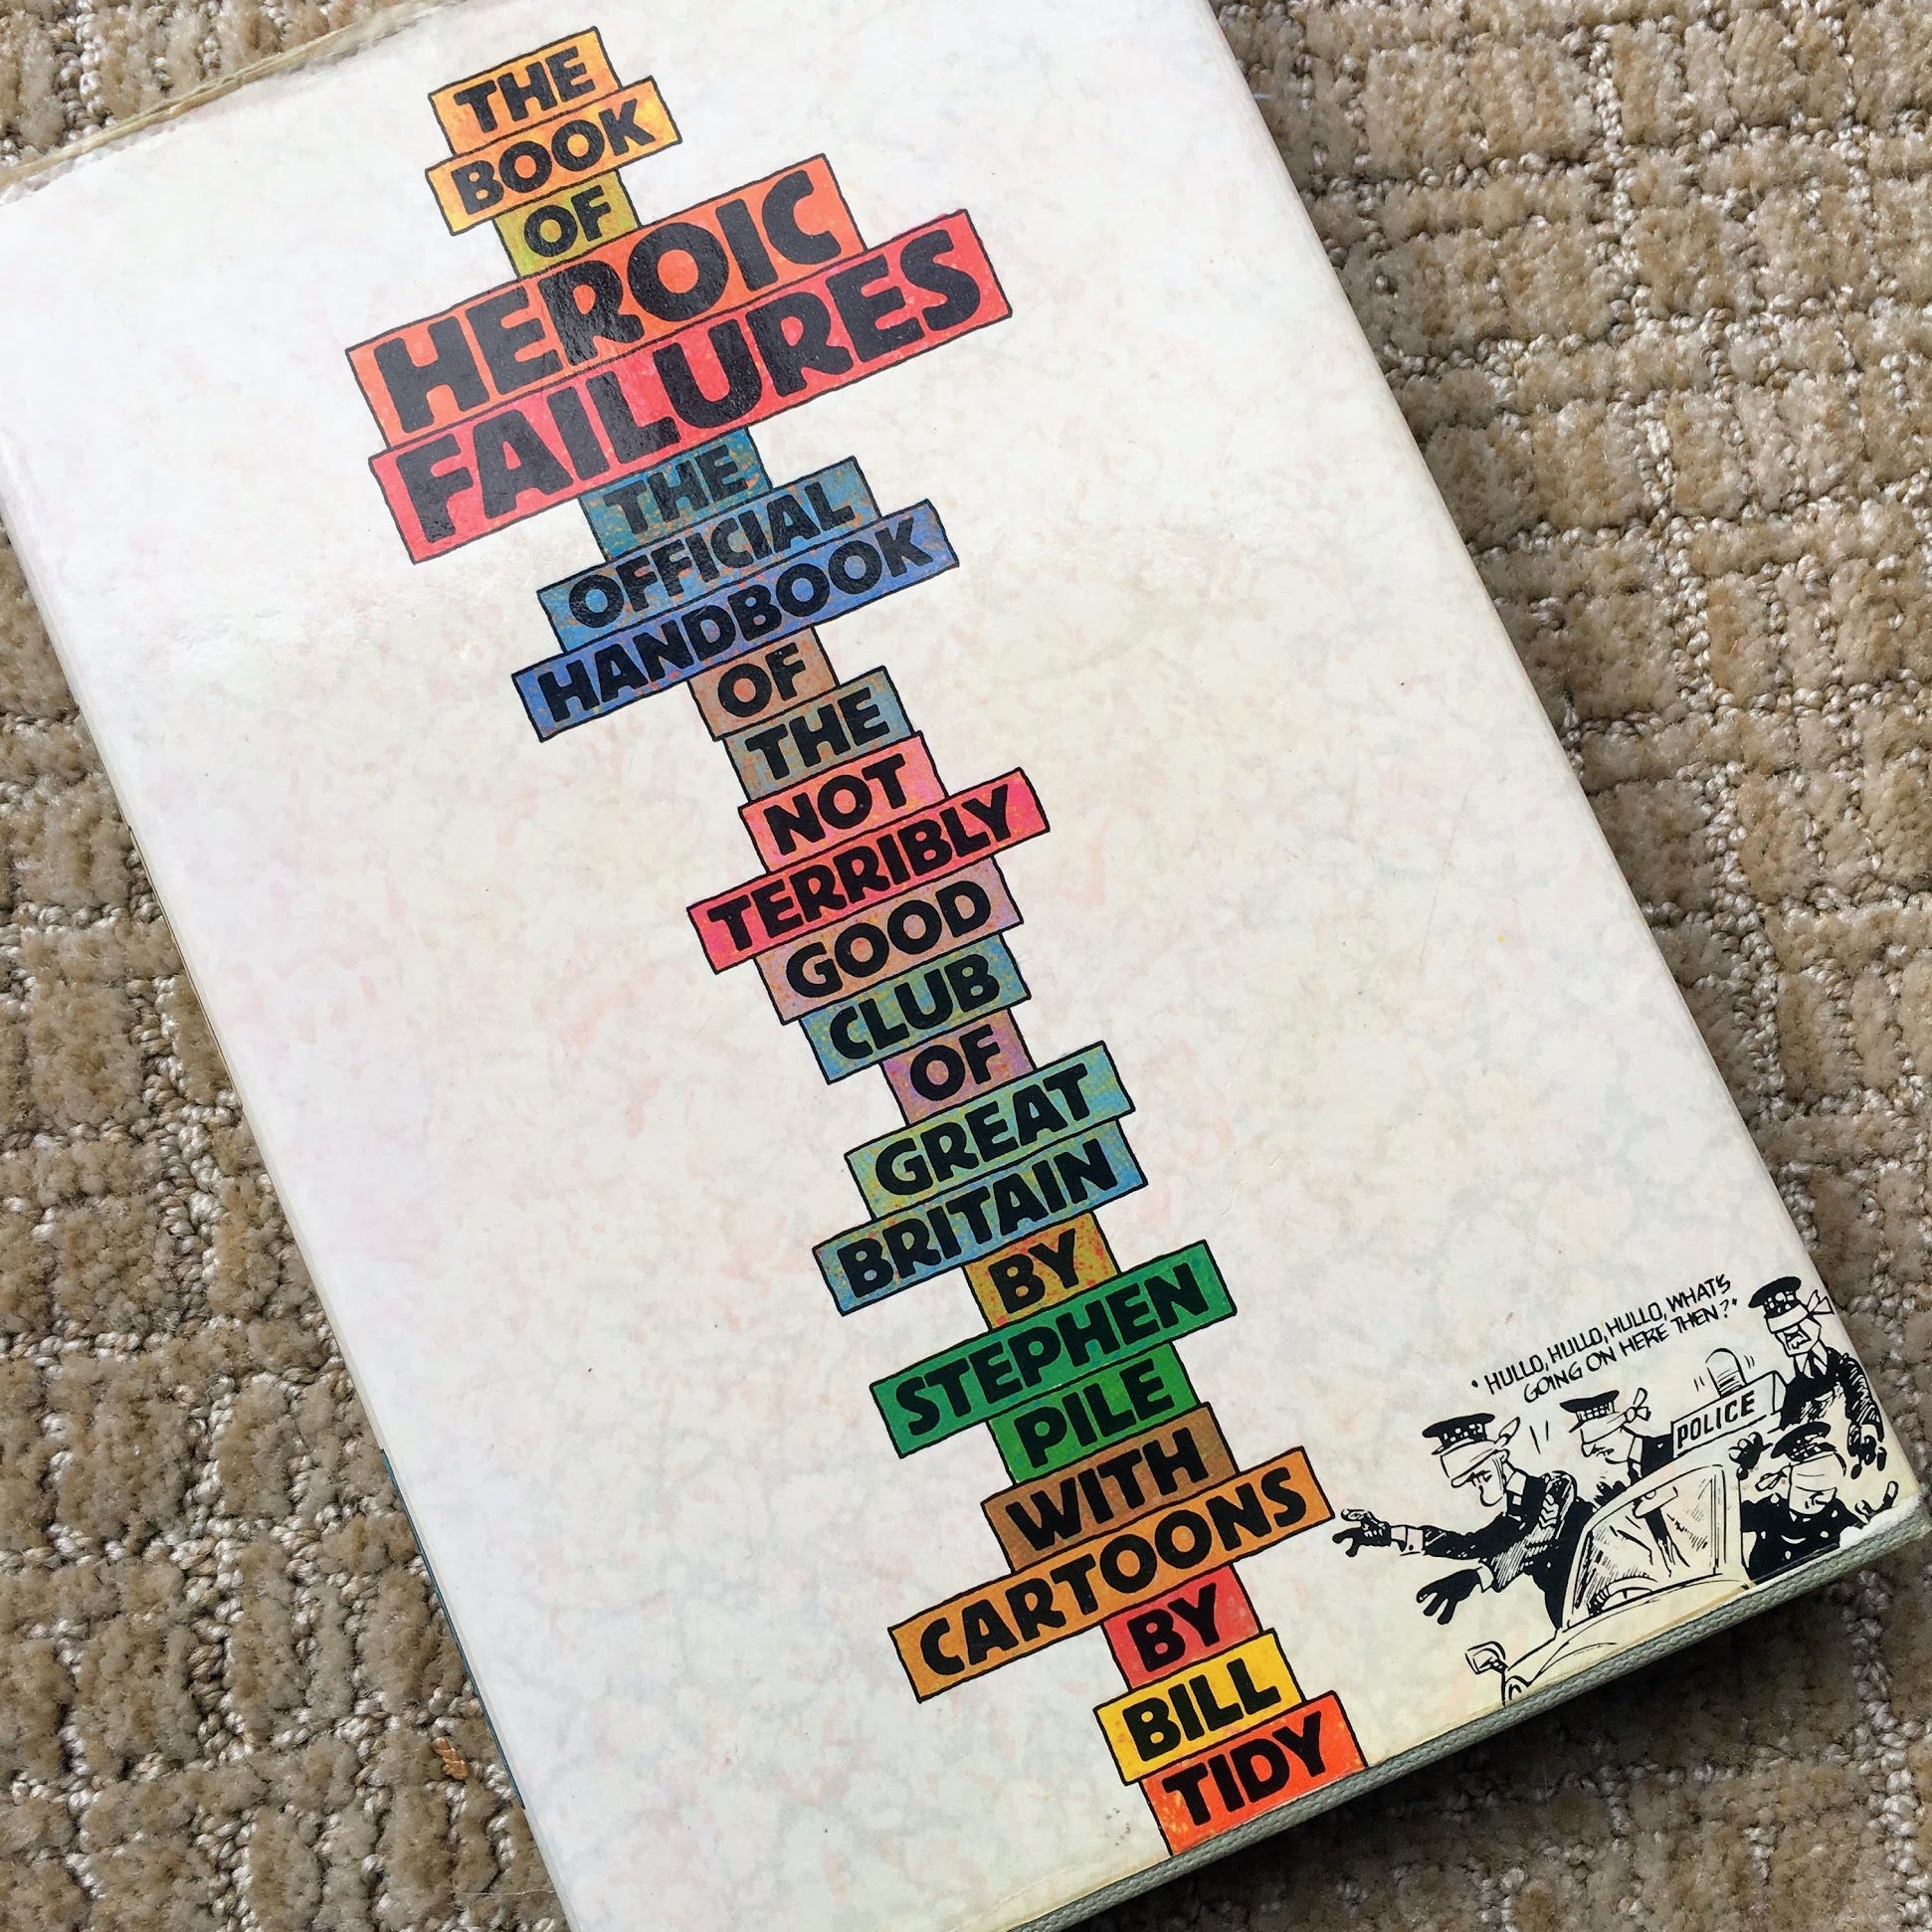 THE
BOOK
OF
HEROIC
FAILURES
THE
OFFICIAL
HANDBOOK
OF
THE
NOT
TERRIBLY
GOOD
CLUB
OF
GREAT
BRITAIN
BY
STEPHEN
PILE
WITH
CARTOONS
BY
BILL
TIDY
"HULLO, HULLO, HULLO, WHAT'S
GOING ON HERE THEN?"
POLICE